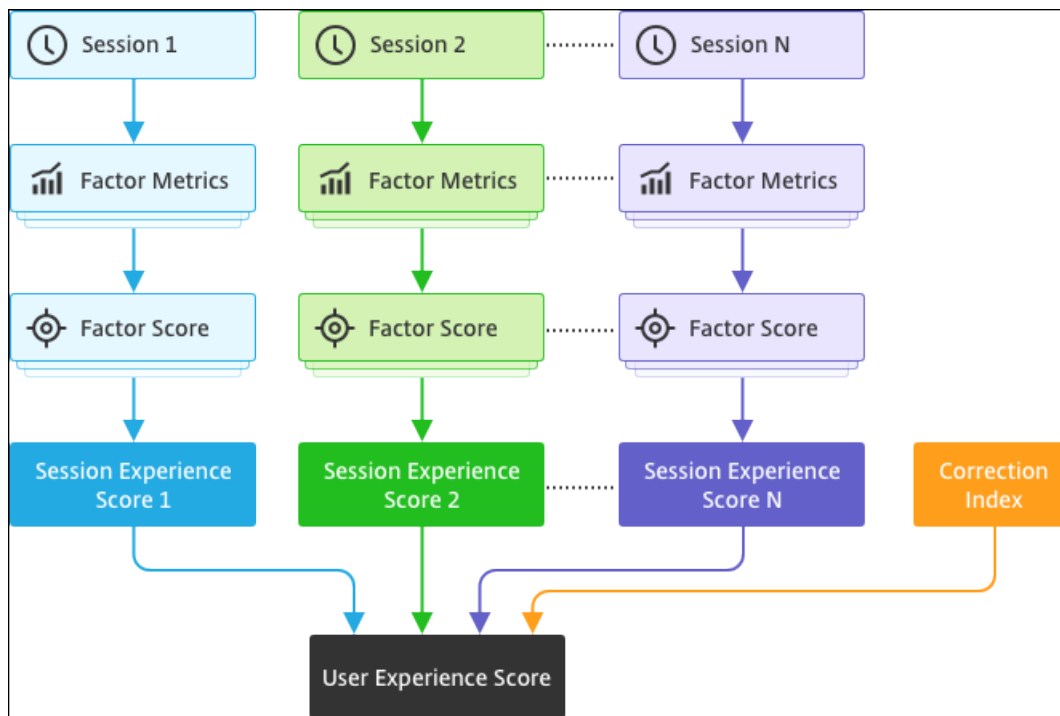 Session 1
Session 2
Session N
Factor Metrics
Factor Metrics
Factor Metrics
Factor Score
Factor Score
Factor Score
Session Experience
Score 1
Session Experience
Score 2
Session Experience
Score N
Correction
Index
User Experience Score